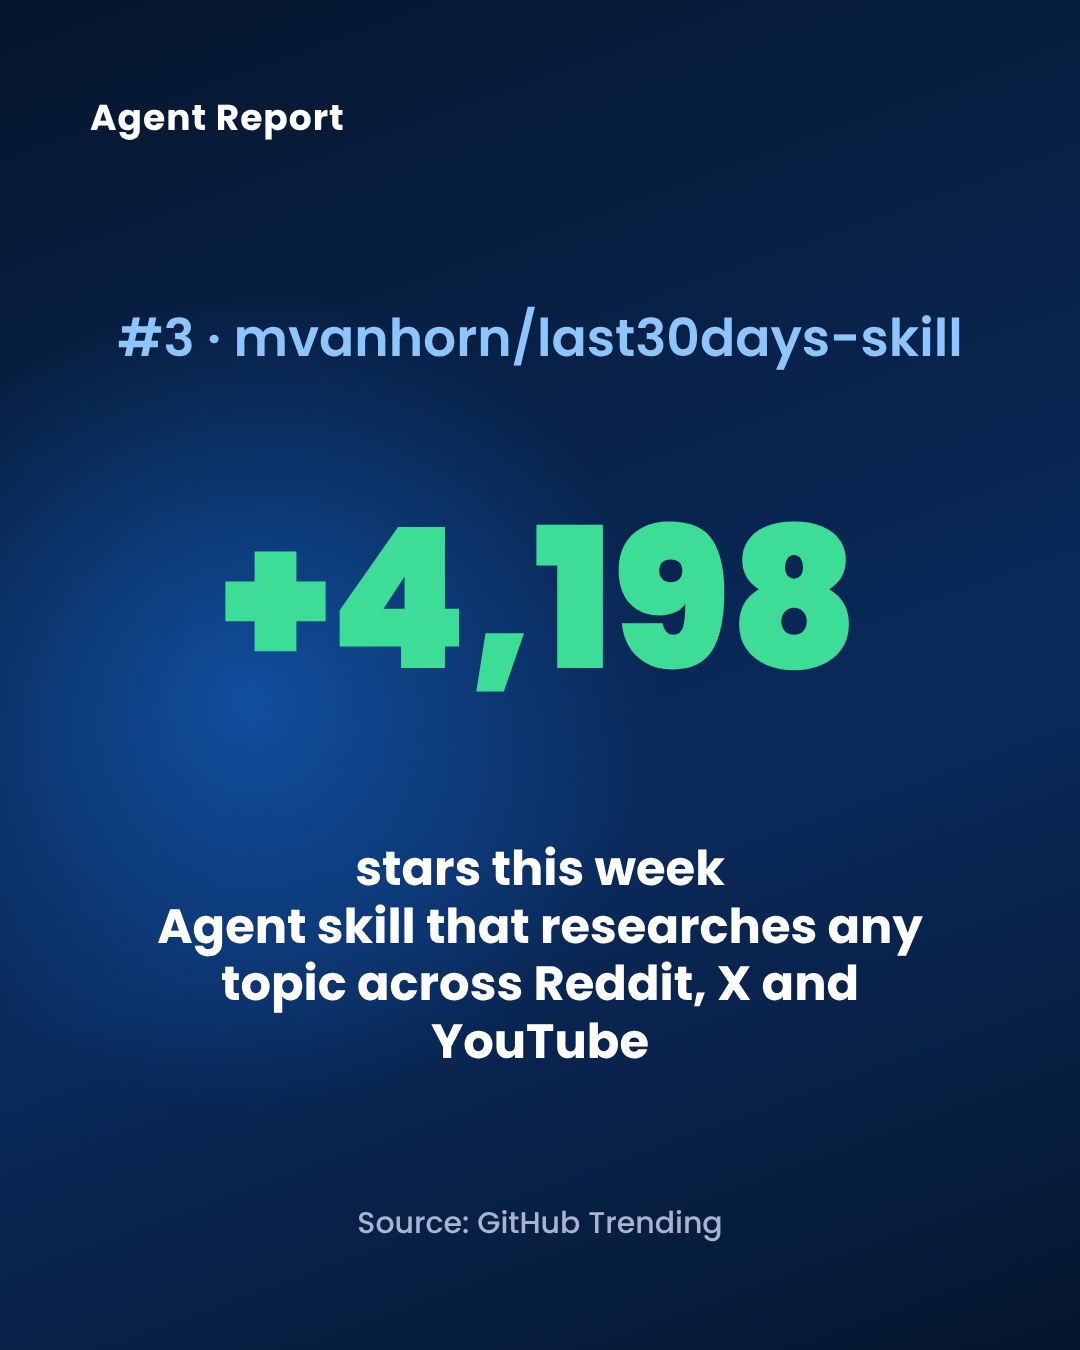 Agent Report
#3 · mvanhorn/last30days-skill
+4,198
stars this week
Agent skill that researches any
topic across Reddit, X and
YouTube
Source: GitHub Trending